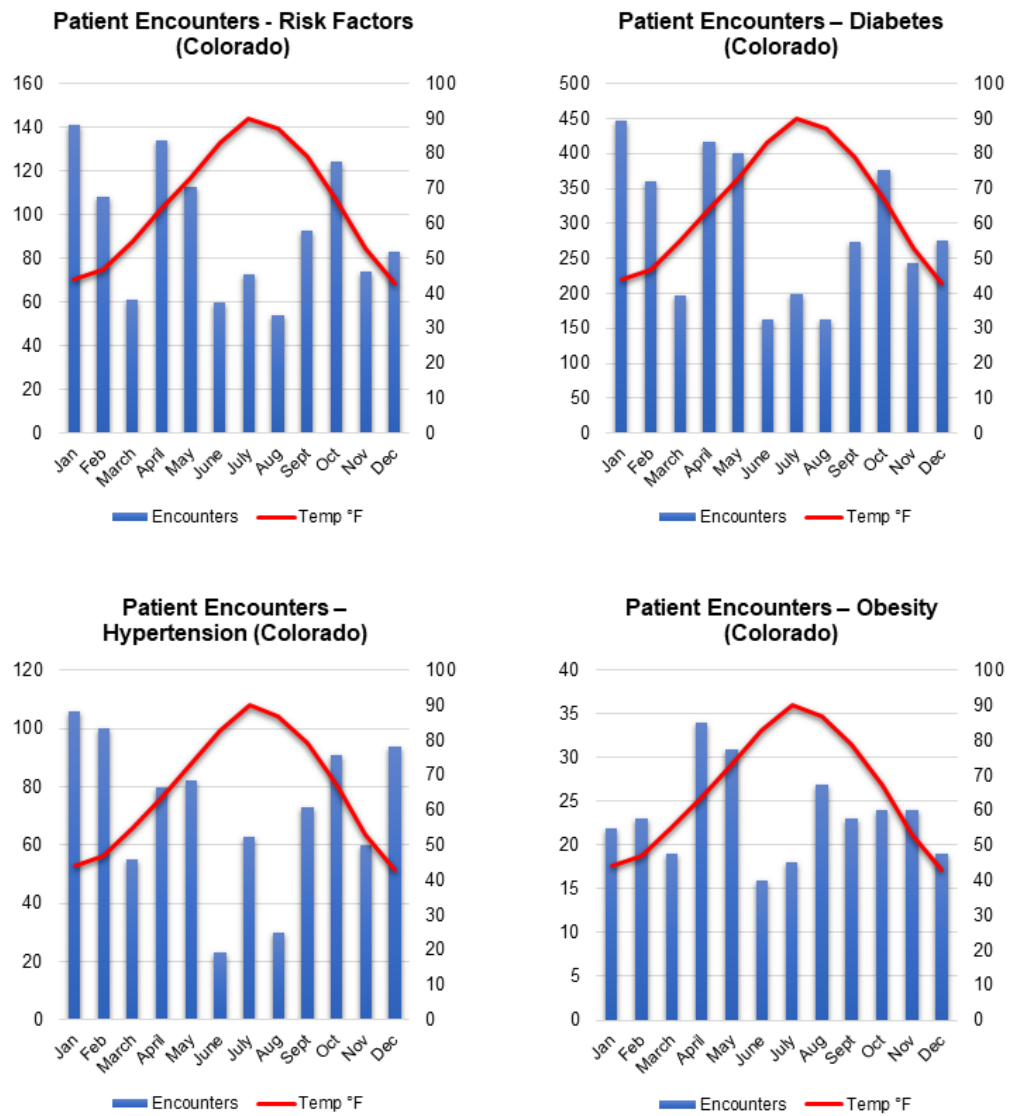 Patient Encounters - Risk Factors
(Colorado)
160
140
120
100
80
60
40
20
0
100
90
80
70
60
50
40
30
20
10
0
Jan
Feb
March
April
May
June
July
Aug
Sept
Oct
Nov
Dec
Encounters
Temp °F
Patient Encounters – Diabetes
(Colorado)
500
450
400
350
300
250
200
150
100
50
0
100
90
80
70
60
50
40
30
20
10
0
Jan
Feb
March
April
May
June
July
Aug
Sept
Oct
Nov
Dec
Encounters
Temp °F
Patient Encounters –
Hypertension (Colorado)
120
100
80
60
40
20
0
100
90
80
70
60
50
40
30
20
10
0
Jan
Feb
March
April
May
June
July
Aug
Sept
Oct
Nov
Dec
Encounters
Temp °F
Patient Encounters – Obesity
(Colorado)
40
35
30
25
20
15
10
5
0
100
90
80
70
60
50
40
30
20
10
0
Jan
Feb
March
April
May
June
July
Aug
Sept
Oct
Nov
Dec
Encounters
Temp °F